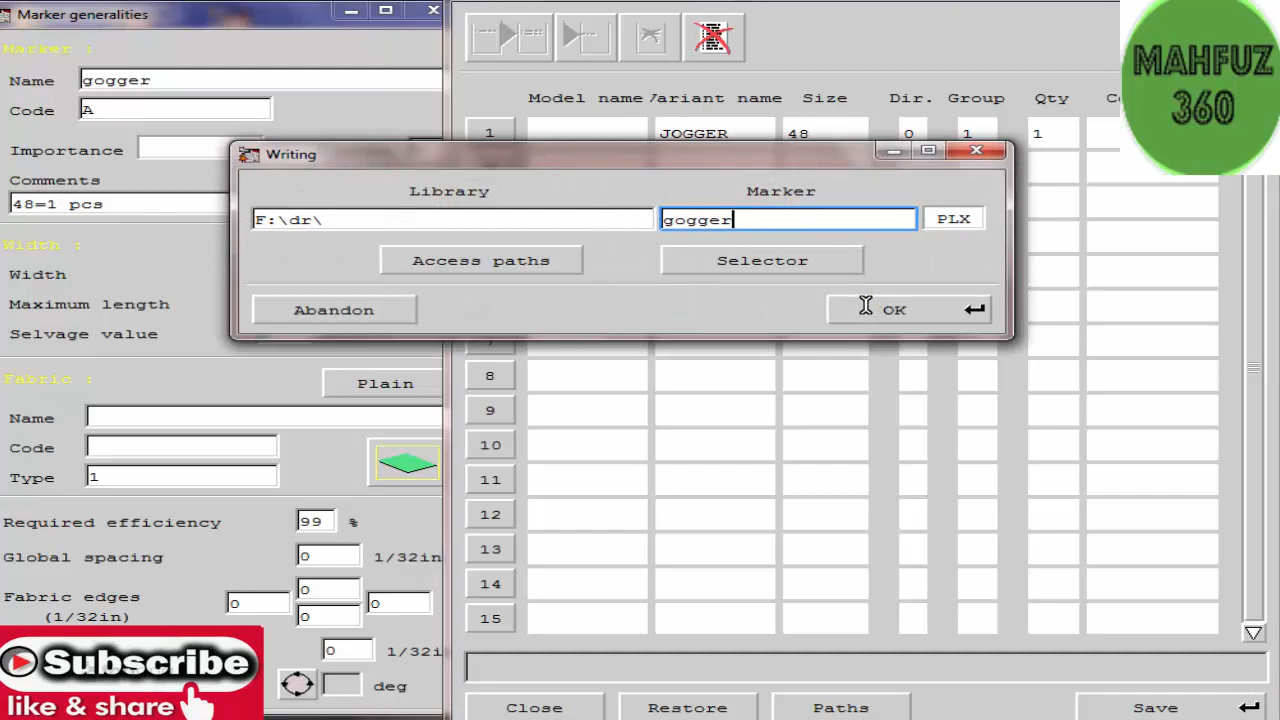 Marker generalities
Marker :
Name gogger
Code A
Importance
Comments
48=1 pcs
Width :
Width
Maximum length
Selvage value
Fabric :
Plain
Name
Code
Type 1
Required efficiency 99 %
Global spacing 0 1/32in
Fabric edges 0 0 0
(1/32in) 0
0 1/32i
deg
Subscribe
like & share
Writing
Library Marker
F:\dr\ gogger PLX
Access paths Selector
Abandon OK
Model name Variant name Size Dir. Group Qty
1 JOGGER 48 0 1 1
8
9
10
11
12
13
14
15
Close Restore Paths Save
MAHFUZ
360